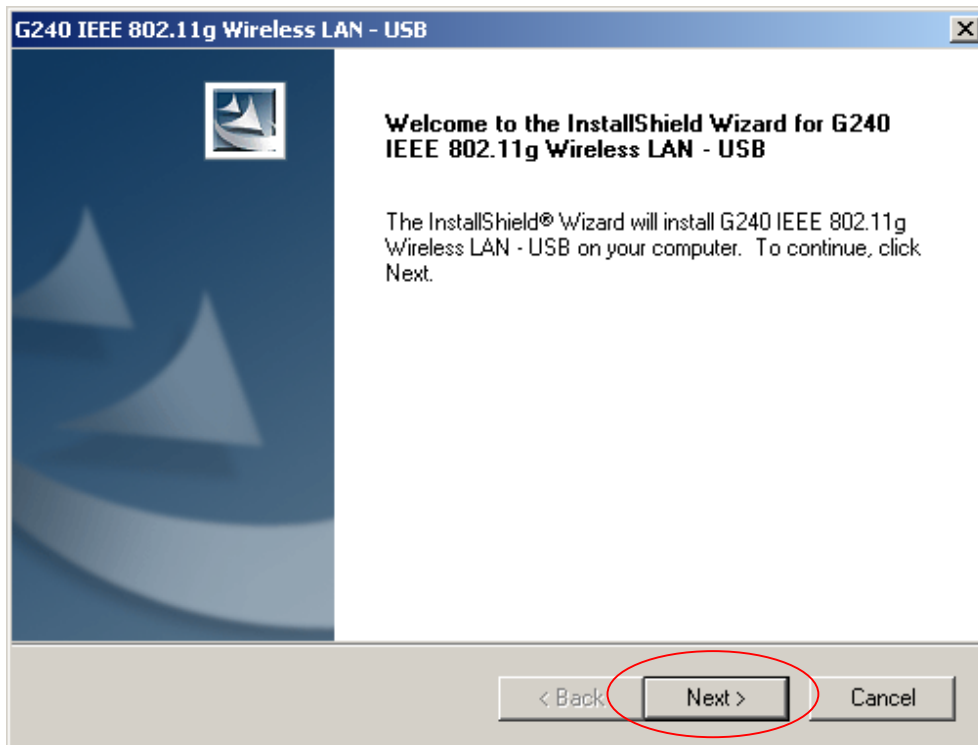 G240 IEEE 802.11g Wireless LAN - USB
Welcome to the InstallShield Wizard for G240
IEEE 802.11g Wireless LAN - USB
The InstallShield® Wizard will install G240 IEEE 802.11g
Wireless LAN - USB on your computer.  To continue, click
Next.
< Back
Next >
Cancel